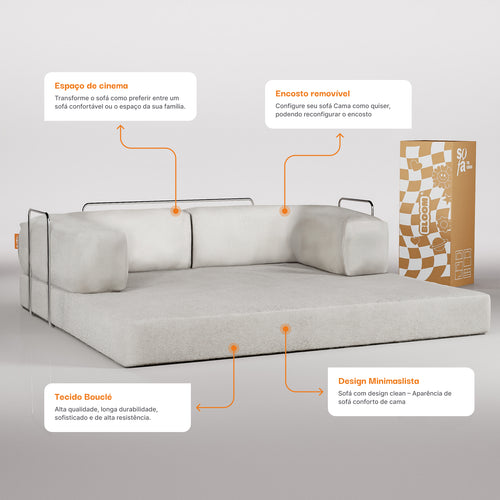 Espaço de cinema
Transforme o sofá como preferir entre um
sofá confortável ou o espaço da sua família.
Encosto removível
Configure seu sofá Cama como quiser,
podendo reconfigurar o encosto
BLOOM
Tecido Bouclé
Alta qualidade, longa durabilidade,
sofisticado e de alta resistência.
Design Minimaslista
Sofá com design clean – Aparência de
sofá conforto de cama